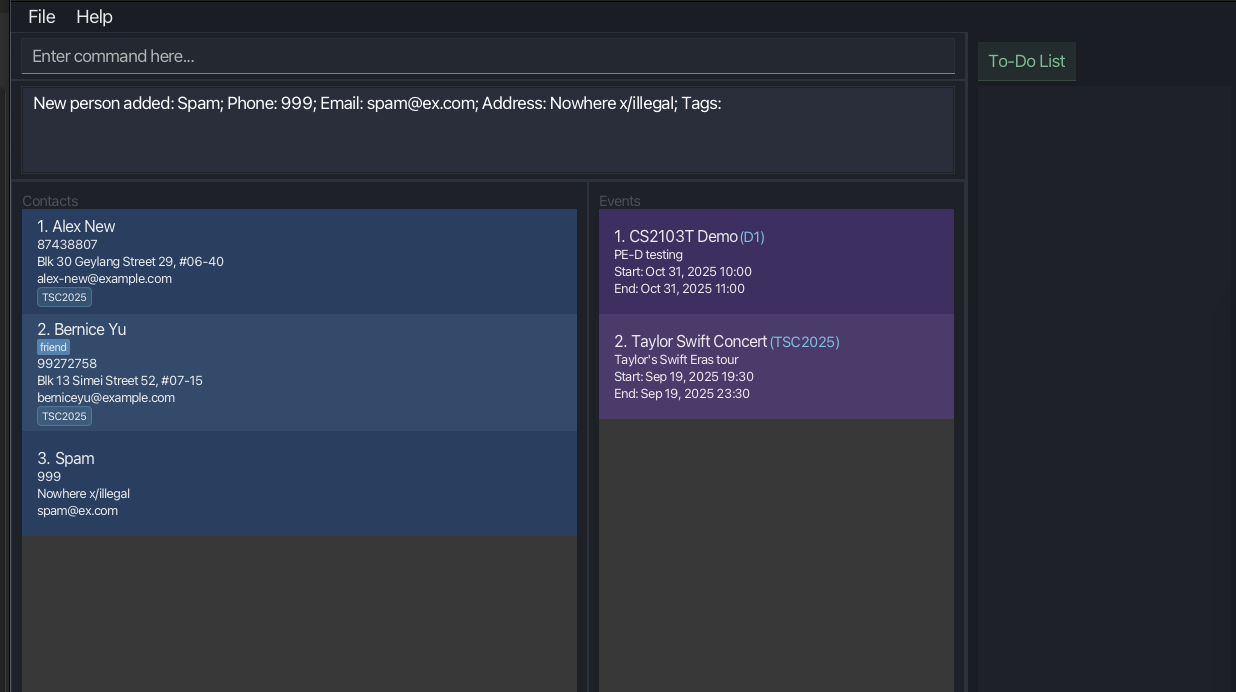 File Help
Enter command here...
To-Do List
New person added: Spam; Phone: 999; Email: spam@ex.com; Address: Nowhere x/illegal; Tags:
Contacts
1. Alex New
87438807
Blk 30 Geylang Street 29, #06-40
alex-new@example.com
TSC2025
2. Bernice Yu
friend
99272758
Blk 13 Simei Street 52, #07-15
berniceyu@example.com
TSC2025
3. Spam
999
Nowhere x/illegal
spam@ex.com
Events
1. CS2103T Demo (D1)
PE-D testing
Start: Oct 31, 2025 10:00
End: Oct 31, 2025 11:00
2. Taylor Swift Concert (TSC2025)
Taylor's Swift Eras tour
Start: Sep 19, 2025 19:30
End: Sep 19, 2025 23:30